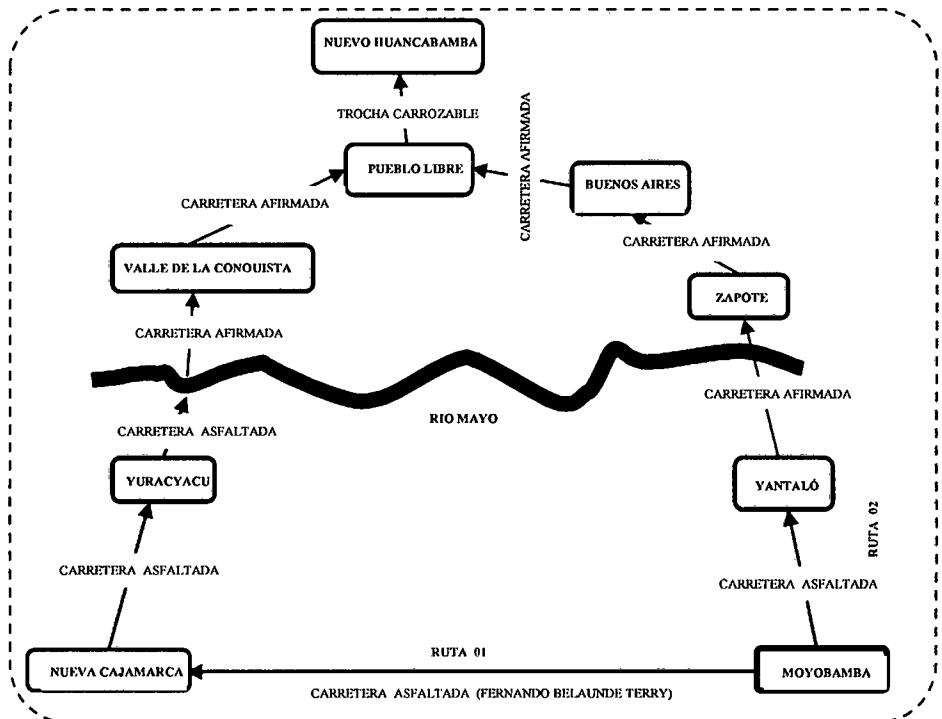 NUEVO HUANCABAMBA
TROCHA CARROZABLE
CARRETERA AFIRMADA
PUEBLO LIBRE
BUENOS AIRES
CARRETERA AFIRMADA
CARRETERA AFIRMADA
VALLE DE LA CONQUISTA
ZAPOTE
CARRETERA AFIRMADA
CARRETERA AFIRMADA
RIO MAYO
CARRETERA ASFALTADA
YURACYACU
YANTALÓ
RUTA 02
CARRETERA ASFALTADA
CARRETERA ASFALTADA
RUTA 01
NUEVA CAJAMARCA
MOYOBAMBA
CARRETERA ASFALTADA (FERNANDO BELAUNDE TERRY)